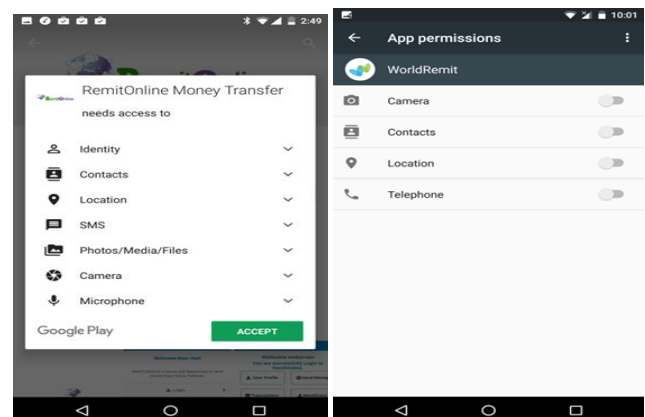 2:49
RemitOnline Money Transfer
needs access to
Identity
Contacts
Location
SMS
Photos/Media/Files
Camera
Microphone
Google Play
ACCEPT
10:01
App permissions
WorldRemit
Camera
Contacts
Location
Telephone